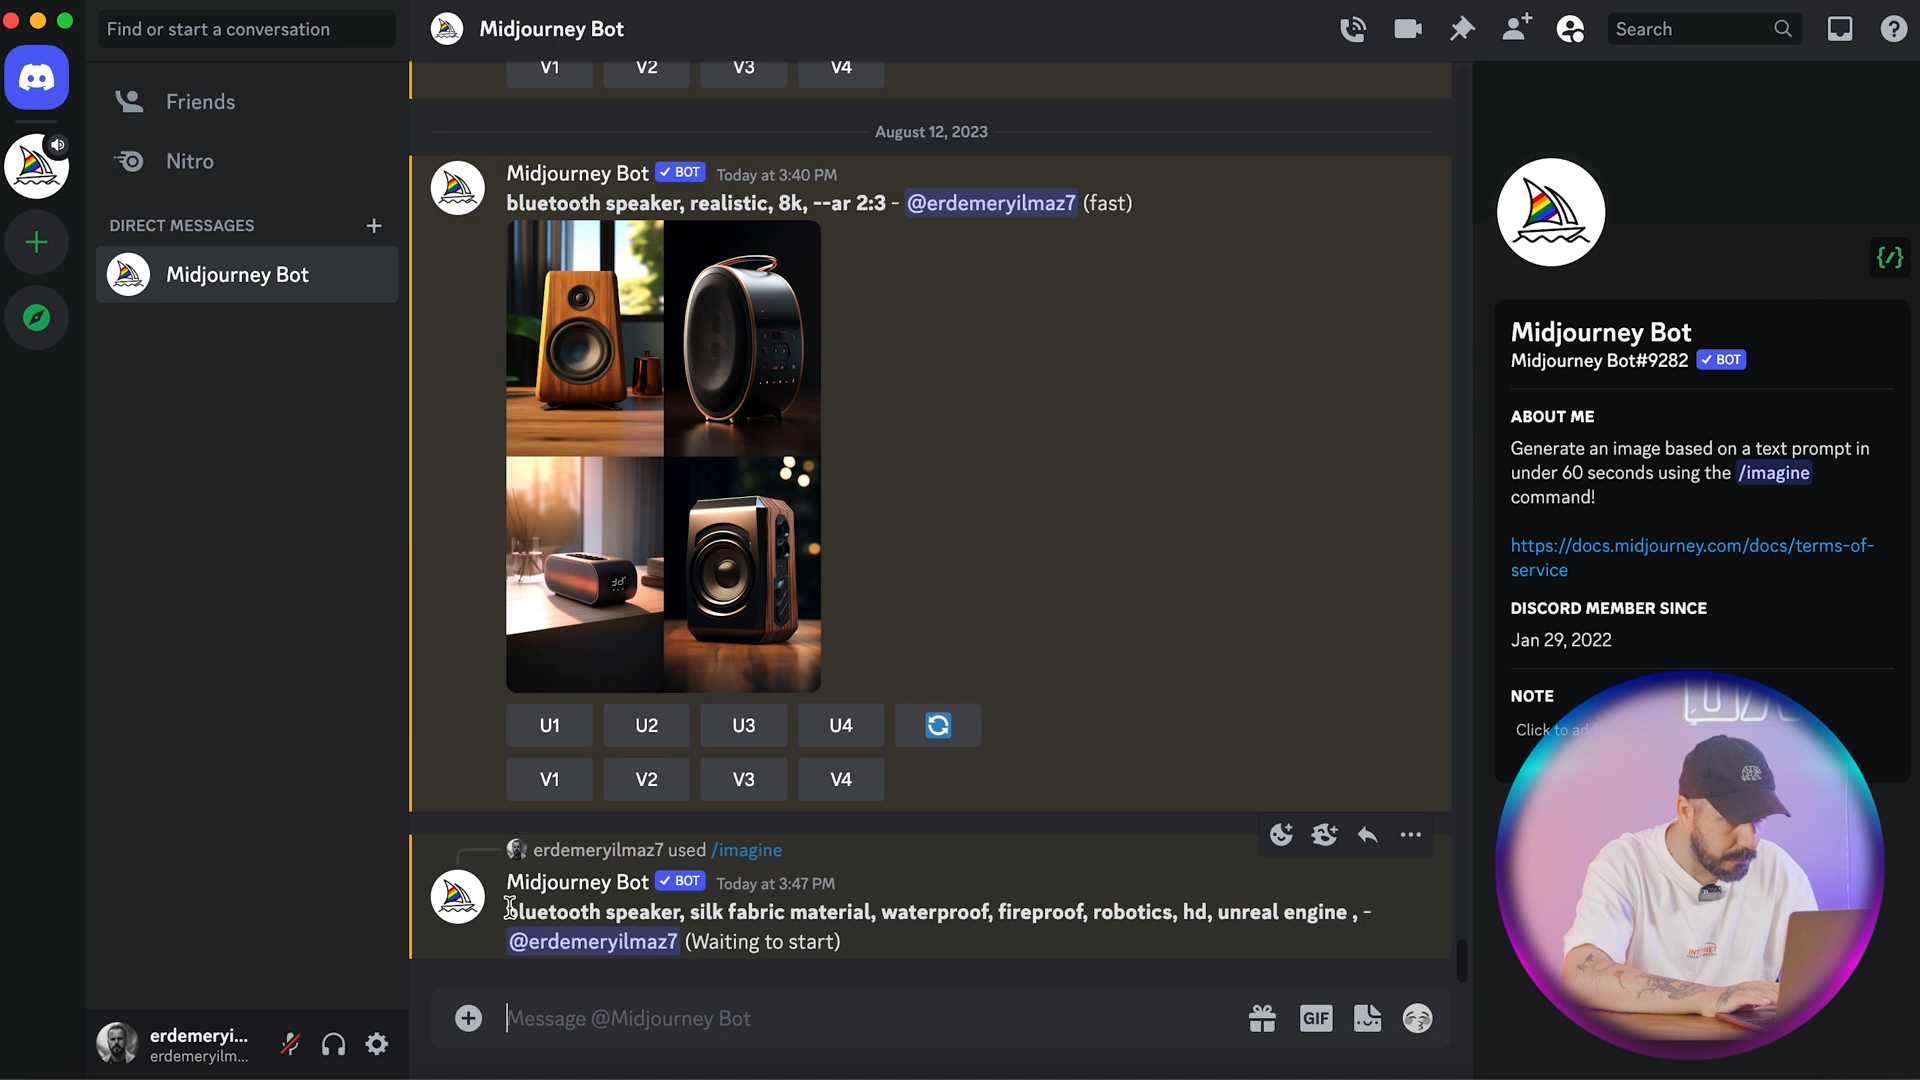 Find or start a conversation
Friends
Nitro
DIRECT MESSAGES
Midjourney Bot
erdemeryi...
erdemeryilm...
Midjourney Bot
Search
V1 V2 V3 V4
August 12, 2023
Midjourney Bot BOT Today at 3:40 PM
bluetooth speaker, realistic, 8k, --ar 2:3 - @erdemeryilmaz7 (fast)
U1 U2 U3 U4
V1 V2 V3 V4
erdemeryilmaz7 used /imagine
Midjourney Bot BOT Today at 3:47 PM
bluetooth speaker, silk fabric material, waterproof, fireproof, robotics, hd, unreal engine , -
@erdemeryilmaz7 (Waiting to start)
Message @Midjourney Bot
GIF
Midjourney Bot
Midjourney Bot#9282 BOT
ABOUT ME
Generate an image based on a text prompt in
under 60 seconds using the /imagine
command!
https://docs.midjourney.com/docs/terms-of-
service
DISCORD MEMBER SINCE
Jan 29, 2022
NOTE
Click to ad